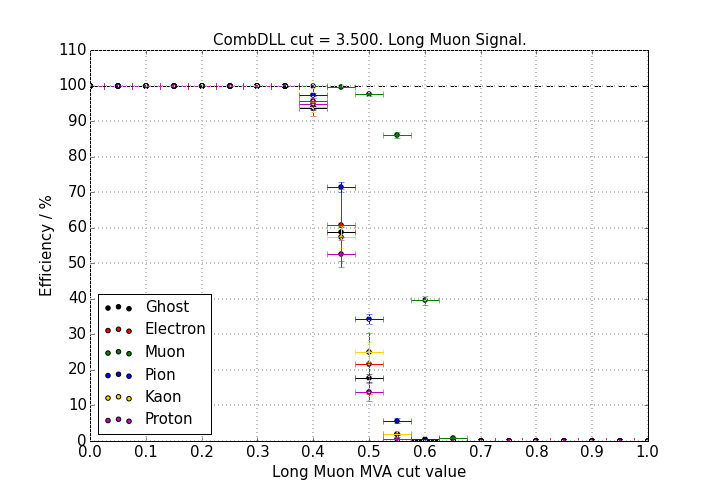 CombDLL cut = 3.500. Long Muon Signal.
110
100
90
80
70
60
50
40
30
20
10
0
Efficiency / %
Ghost
Electron
Muon
Pion
Kaon
Proton
0.0 0.1 0.2 0.3 0.4 0.5 0.6 0.7 0.8 0.9 1.0
Long Muon MVA cut value